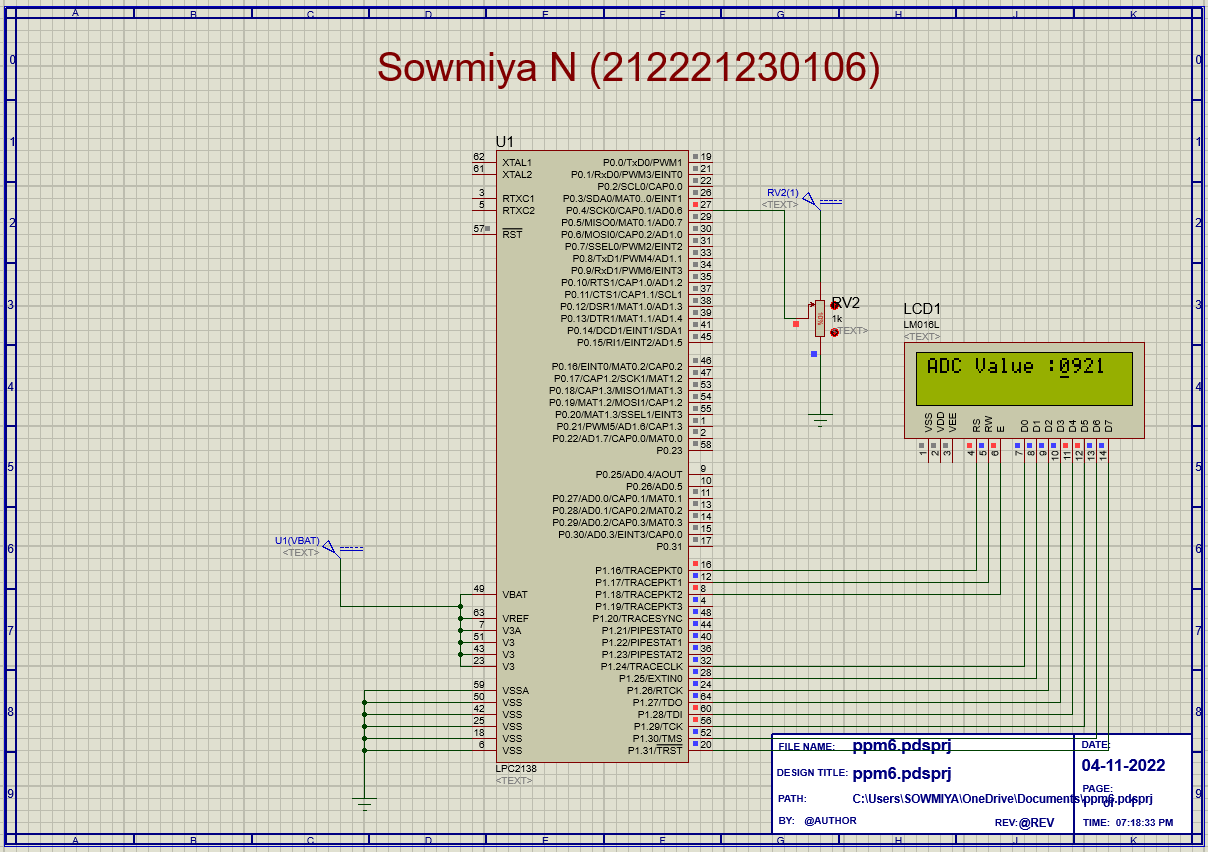 A B C D E F G H J K
Sowmiya N (212221230106)
0 0
1 1
2 2
3 3
4 4
5 5
6 6
7 7
8 8
9 9
U1
62 XTAL1
61 XTAL2
3 RTXC1
5 RTXC2
57 RST
P0.0/TxD0/PWM1 19
P0.1/RxD0/PWM3/EINT0 21
P0.2/SCL0/CAP0.0 22
P0.3/SDA0/MAT0..0/EINT1 26
P0.4/SCK0/CAP0.1/AD0.6 27
P0.5/MISO0/MAT0.1/AD0.7 29
P0.6/MOSI0/CAP0.2/AD1.0 30
P0.7/SSEL0/PWM2/EINT2 31
P0.8/TxD1/PWM4/AD1.1 33
P0.9/RxD1/PWM6/EINT3 34
P0.10/RTS1/CAP1.0/AD1.2 35
P0.11/CTS1/CAP1.1/SCL1 37
P0.12/DSR1/MAT1.0/AD1.3 38
P0.13/DTR1/MAT1.1/AD1.4 39
P0.14/DCD1/EINT1/SDA1 41
P0.15/RI1/EINT2/AD1.5 45
P0.16/EINT0/MAT0.2/CAP0.2 46
P0.17/CAP1.2/SCK1/MAT1.2 47
P0.18/CAP1.3/MISO1/MAT1.3 53
P0.19/MAT1.2/MOSI1/CAP1.2 54
P0.20/MAT1.3/SSEL1/EINT3 55
P0.21/PWM5/AD1.6/CAP1.3 1
P0.22/AD1.7/CAP0.0/MAT0.0 2
P0.23 58
P0.25/AD0.4/AOUT 9
P0.26/AD0.5 10
P0.27/AD0.0/CAP0.1/MAT0.1 11
P0.28/AD0.1/CAP0.2/MAT0.2 13
P0.29/AD0.2/CAP0.3/MAT0.3 14
P0.30/AD0.3/EINT3/CAP0.0 15
P0.31 17
P1.16/TRACEPKT0 16
P1.17/TRACEPKT1 12
P1.18/TRACEPKT2 8
P1.19/TRACEPKT3 4
P1.20/TRACESYNC 48
P1.21/PIPESTAT0 44
P1.22/PIPESTAT1 40
P1.23/PIPESTAT2 36
P1.24/TRACECLK 32
P1.25/EXTIN0 28
P1.26/RTCK 24
P1.27/TDO 64
P1.28/TDI 60
P1.29/TCK 56
P1.30/TMS 52
P1.31/TRST 20
U1(VBAT)
<TEXT>
49 VBAT
63 VREF
7 V3A
51 V3
43 V3
23 V3
59 VSSA
50 VSS
42 VSS
25 VSS
18 VSS
6 VSS
LPC2138
<TEXT>
RV2(1)
<TEXT>
RV2
1k
<TEXT>
LCD1
LM016L
<TEXT>
ADC Value :0921
VSS VDD VEE RS RW E D0 D1 D2 D3 D4 D5 D6 D7
1 2 3 4 5 6 7 8 9 10 11 12 13 14
FILE NAME: ppm6.pdsprj
DESIGN TITLE: ppm6.pdsprj
PATH: C:\Users\SOWMIYA\OneDrive\Documents\ppm6.pdsprj
BY: @AUTHOR REV:@REV
DATE:
04-11-2022
PAGE:
TIME: 07:18:33 PM
A B C D E F G H J K